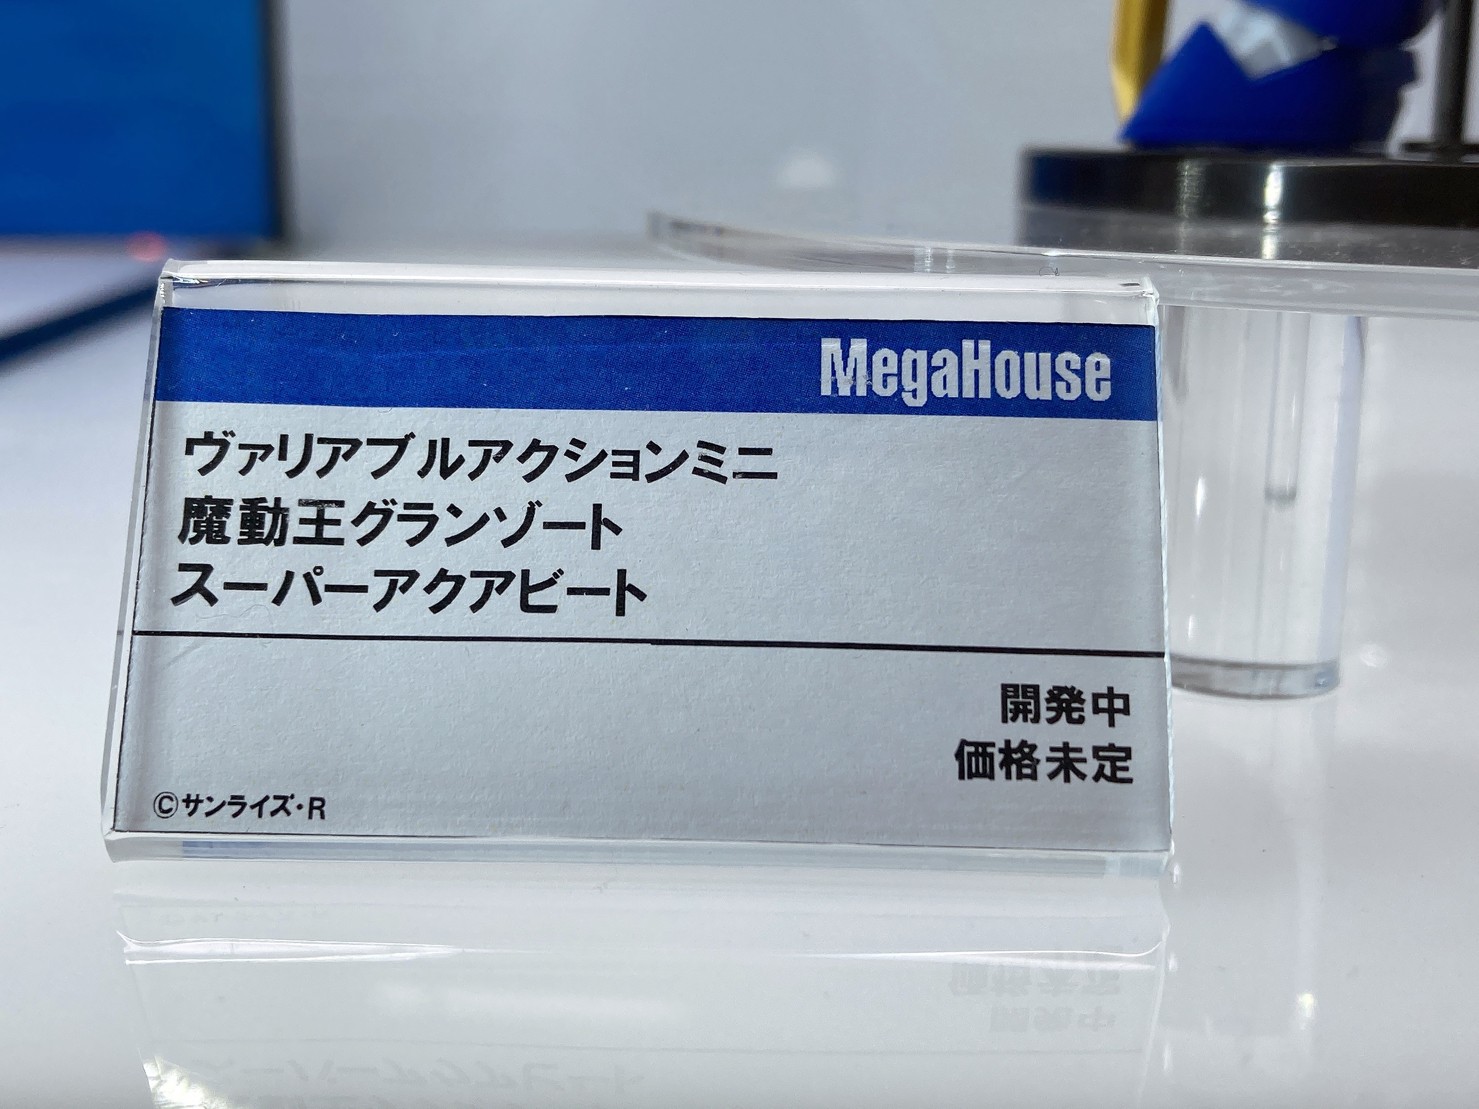 MegaHouse
ヴァリアブルアクションミニ
魔動王グランゾート
スーパーアクアビート
開発中
価格未定
©サンライズ・R